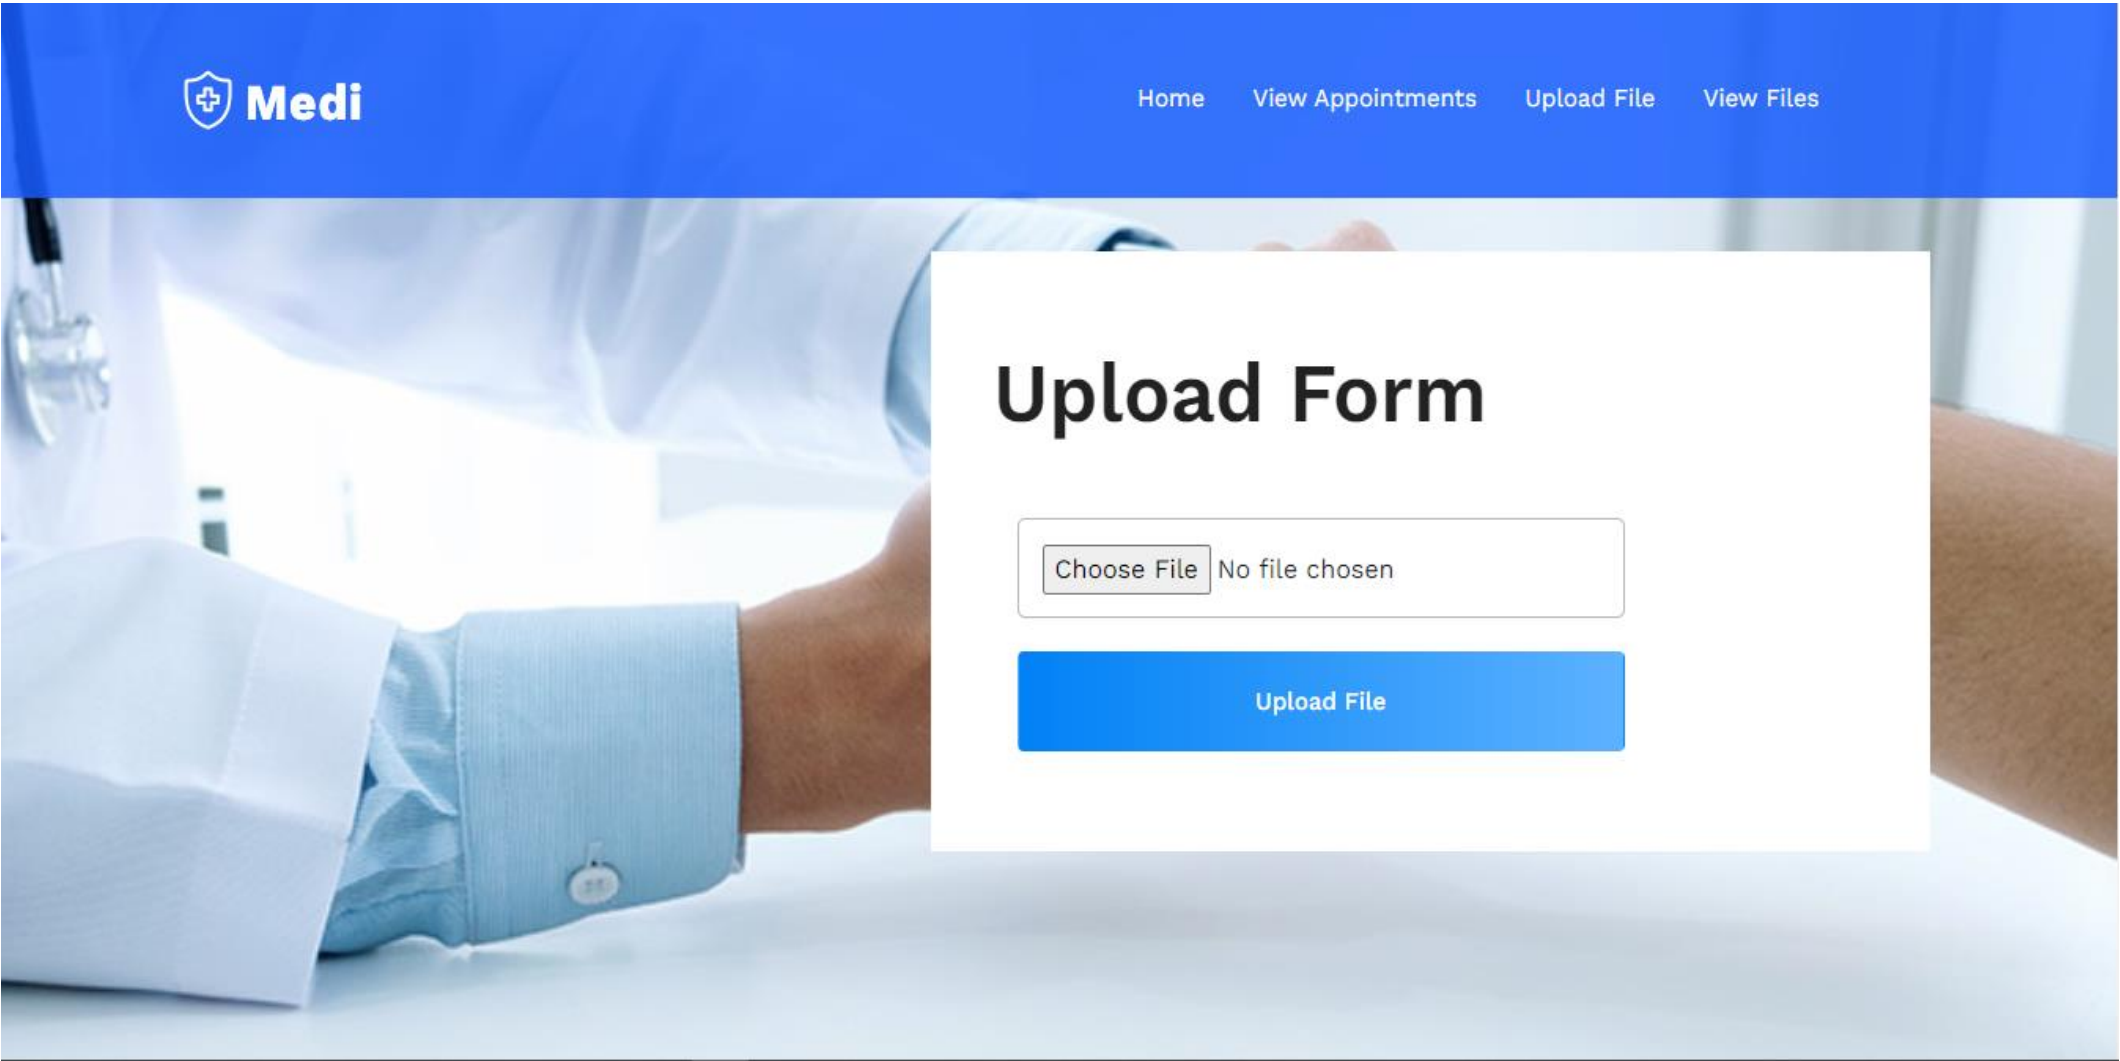 Medi
Home View Appointments Upload File View Files
Upload Form
Choose File No file chosen
Upload File